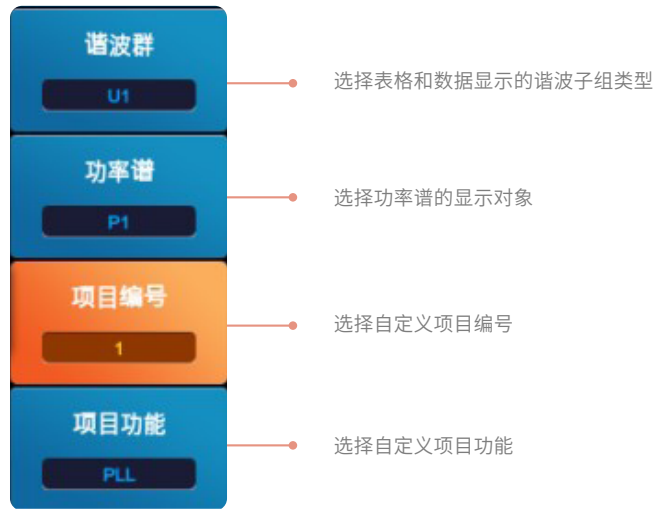 谐波群
U1
选择表格和数据显示的谐波子组类型
功率谱
P1
选择功率谱的显示对象
项目编号
1
选择自定义项目编号
项目功能
PLL
选择自定义项目功能